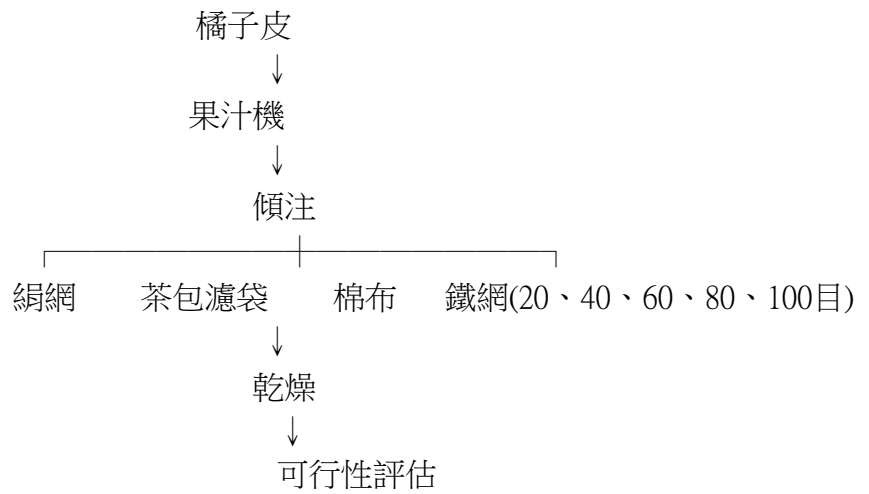 橘子皮
↓
果汁機
↓
傾注
絹網 茶包濾袋 棉布 鐵網(20、40、60、80、100目)
↓
乾燥
↓
可行性評估